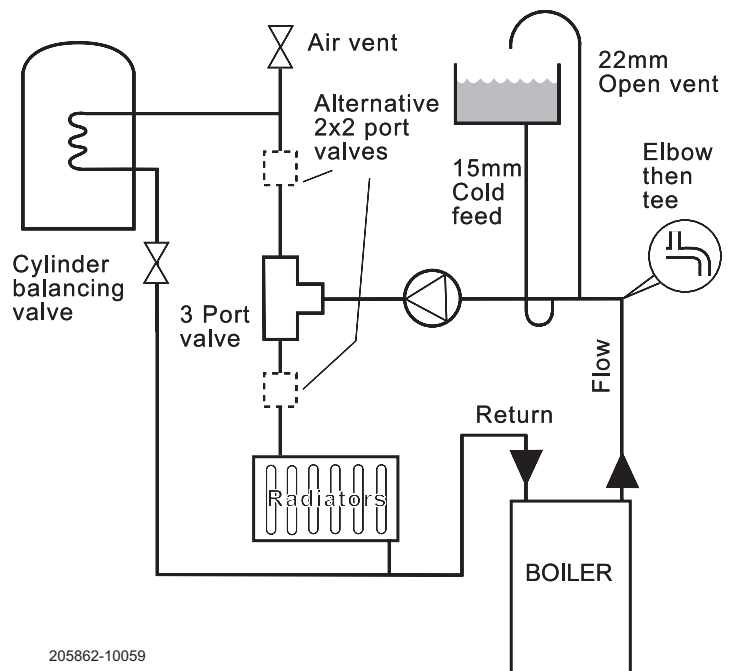 Air vent
22mm
Open vent
Alternative
2x2 port
valves
15mm
Cold
feed
Elbow
then
tee
Cylinder
balancing
valve
3 Port
valve
Flow
Return
Radiators
BOILER
205862-10059